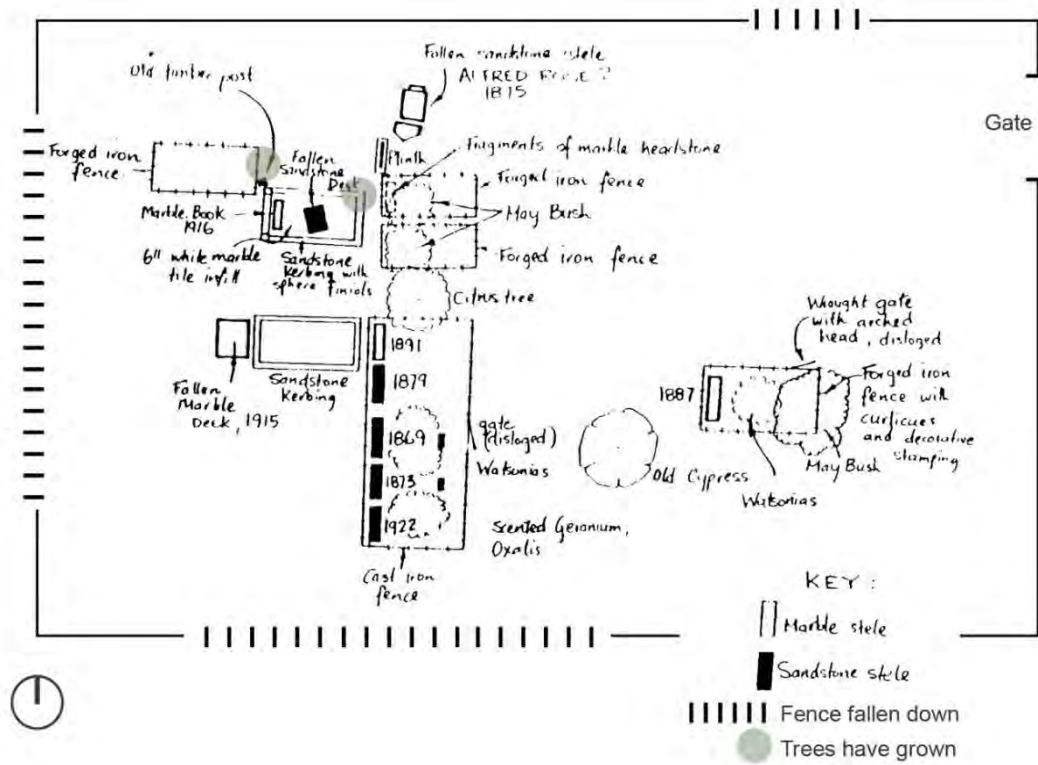 Old timber post
Fallen sandstone stele
ALFRED
1875
Gate
Forged iron
fence
Fallen
Sandstone
Desk
Plinth
Fragments of marble headstone
Forged iron fence
May Bush
Marble Book
1916
6" white marble
tile infill
Sandstone
Kerbing with
sphere finials
Forged iron fence
Citrus tree
Wrought gate
with arched
head, disloged
1891
1879
1869
1873
1922
Fallen
Marble
Deck, 1915
Sandstone
Kerbing
gate
(disloged)
Watsonias
Old Cypress
1887
Forged iron
fence with
curlicues
and decorative
stamping
May Bush
Watsonias
Scented Geranium,
Oxalis
Cast iron
fence
KEY :
Marble stele
Sandstone stele
Fence fallen down
Trees have grown